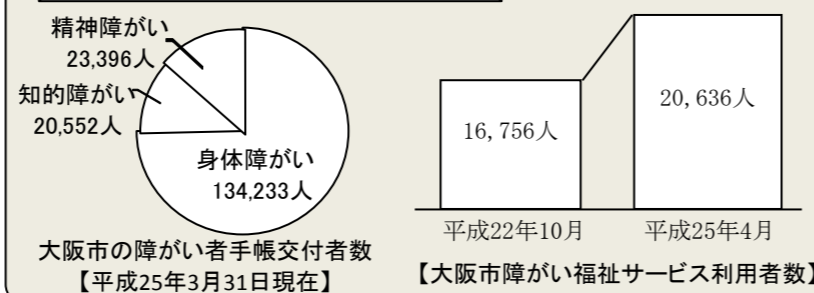 精神障がい
23,396人
知的障がい
20,552人
身体障がい
134,233人
大阪市の障がい者手帳交付者数
【平成25年3月31日現在】
16,756人
20,636人
平成22年10月
平成25年4月
【大阪市障がい福祉サービス利用者数】